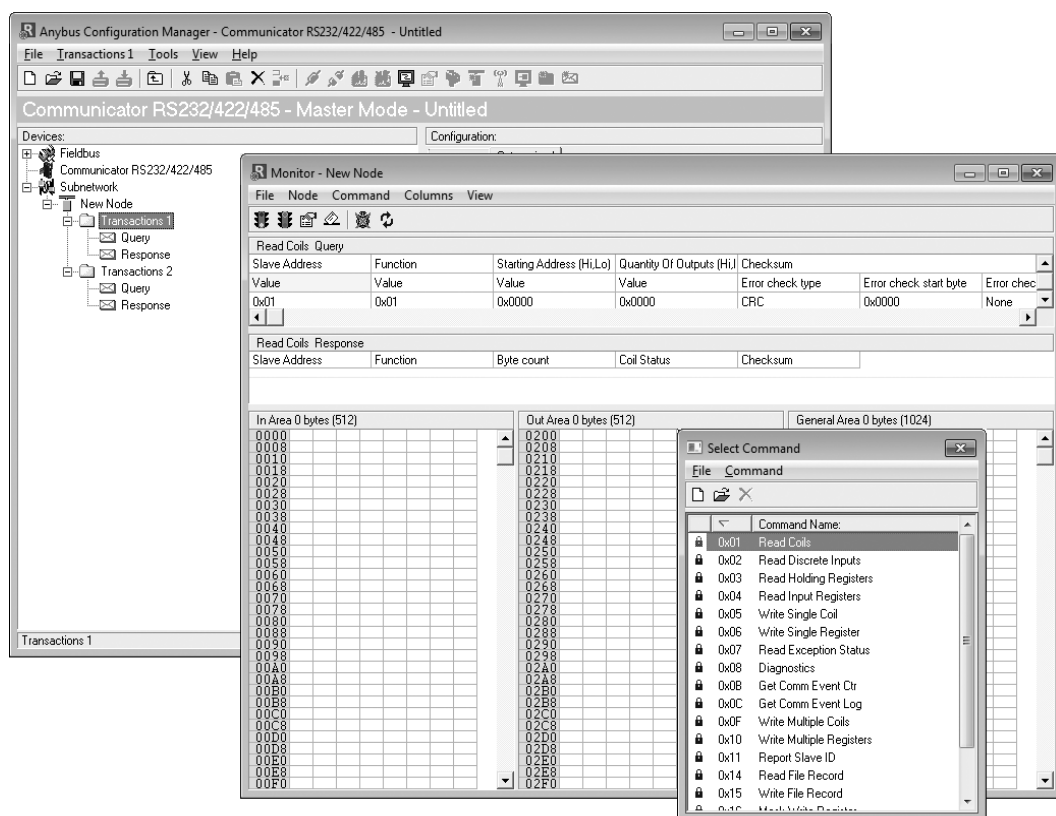 Anybus Configuration Manager - Communicator RS232/422/485 - Untitled
File Transactions 1 Tools View Help
Communicator RS232/422/485 - Master Mode - Untitled
Devices:
Configuration:
Fieldbus
Communicator RS232/422/485
Subnetwork
New Node
Transactions 1
Query
Response
Transactions 2
Query
Response
Transactions 1
Monitor - New Node
File Node Command Columns View
Read Coils Query
Slave Address Function Starting Address (Hi,Lo) Quantity Of Outputs (Hi,l Checksum
Value Value Value Value Error check type Error check start byte Error chec
0x01 0x01 0x0000 0x0000 CRC 0x0000 None
Read Coils Response
Slave Address Function Byte count Coil Status Checksum
In Area 0 bytes (512) Out Area 0 bytes (512) General Area 0 bytes (1024)
0000 0200
0008 0208
0010 0210
0018 0218
0020 0220
0028 0228
0030 0230
0038 0238
0040 0240
0048 0248
0050 0250
0058 0258
0060 0260
0068 0268
0070 0270
0078 0278
0080 0280
0088 0288
0090 0290
0098 0298
00A0 02A0
00A8 02A8
00B0 02B0
00B8 02B8
00C0 02C0
00C8 02C8
00D0 02D0
00D8 02D8
00E0 02E0
00E8 02E8
00F0 02F0
Select Command
File Command
Command Name:
0x01 Read Coils
0x02 Read Discrete Inputs
0x03 Read Holding Registers
0x04 Read Input Registers
0x05 Write Single Coil
0x06 Write Single Register
0x07 Read Exception Status
0x08 Diagnostics
0x0B Get Comm Event Ctr
0x0C Get Comm Event Log
0x0F Write Multiple Coils
0x10 Write Multiple Registers
0x11 Report Slave ID
0x14 Read File Record
0x15 Write File Record